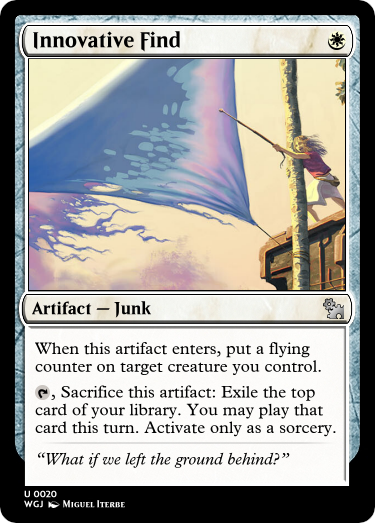 Innovative Find
Artifact — Junk
When this artifact enters, put a flying
counter on target creature you control.
, Sacrifice this artifact: Exile the top
card of your library. You may play that
card this turn. Activate only as a sorcery.
“What if we left the ground behind?”
U 0020
WGJ Miguel Iterbe